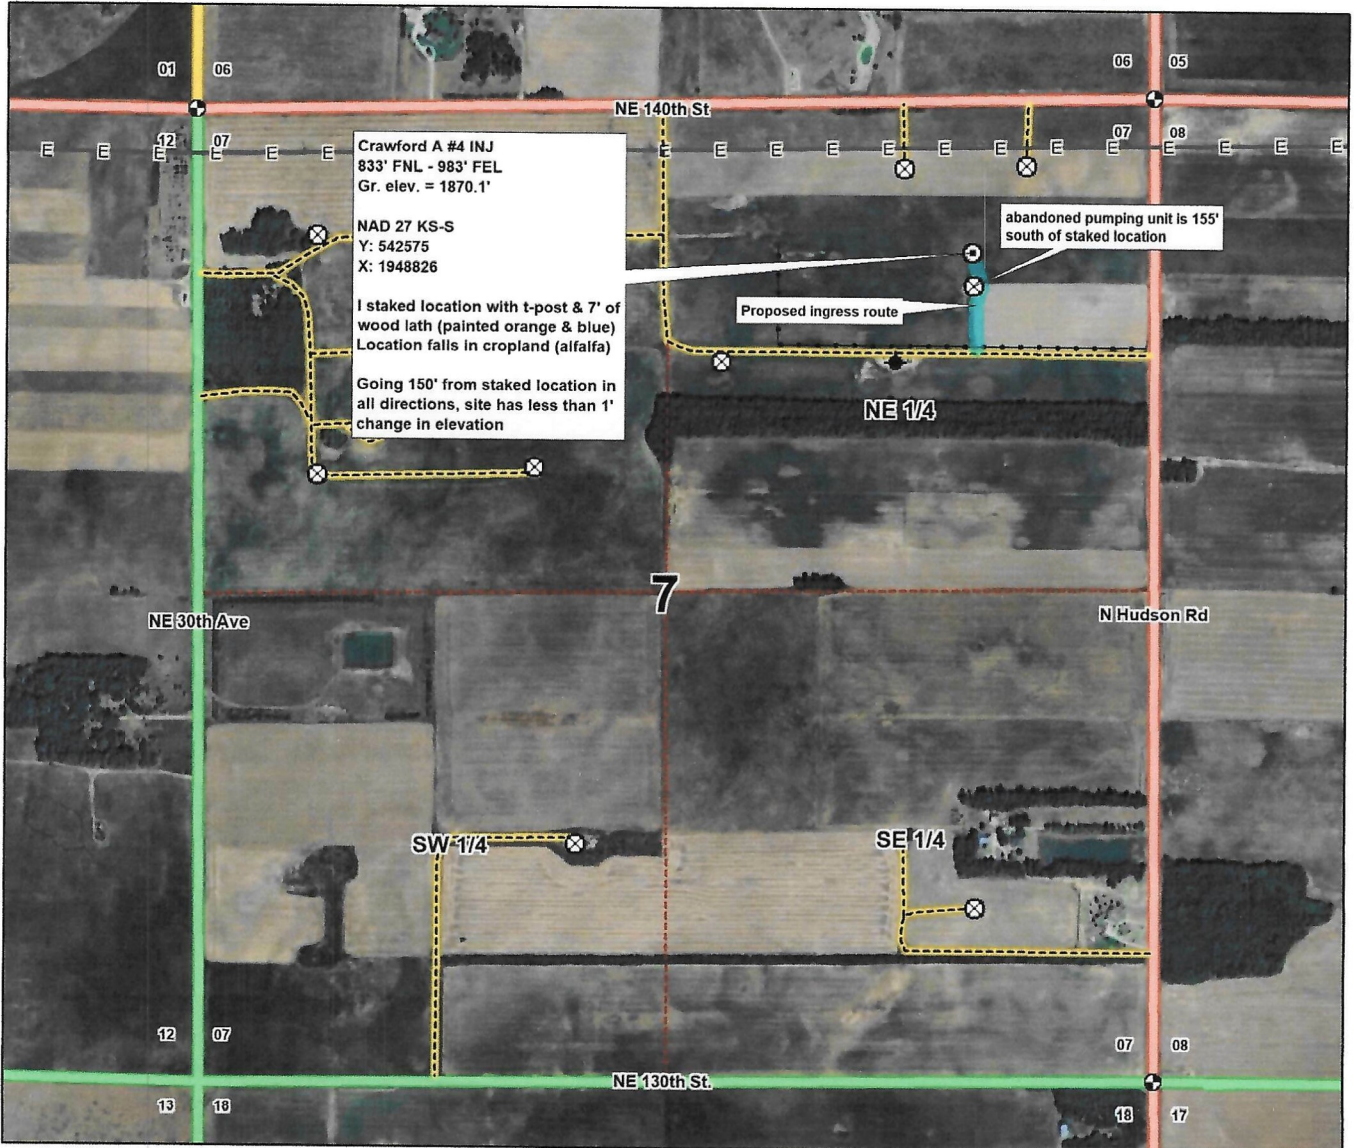 01 06
06 05
NE 140th St
12 07
07 08
E E E E E E E E E E E E E E E E E E
Crawford A #4 INJ
833' FNL - 983' FEL
Gr. elev. = 1870.1'
NAD 27 KS-S
Y: 542575
X: 1948826
I staked location with t-post & 7' of
wood lath (painted orange & blue)
Location falls in cropland (alfalfa)
Going 150' from staked location in
all directions, site has less than 1'
change in elevation
abandoned pumping unit is 155'
south of staked location
Proposed ingress route
NE 1/4
7
NE 30th Ave
N Hudson Rd
SW 1/4
SE 1/4
12 07
07 08
NE 130th St.
13 18
18 17